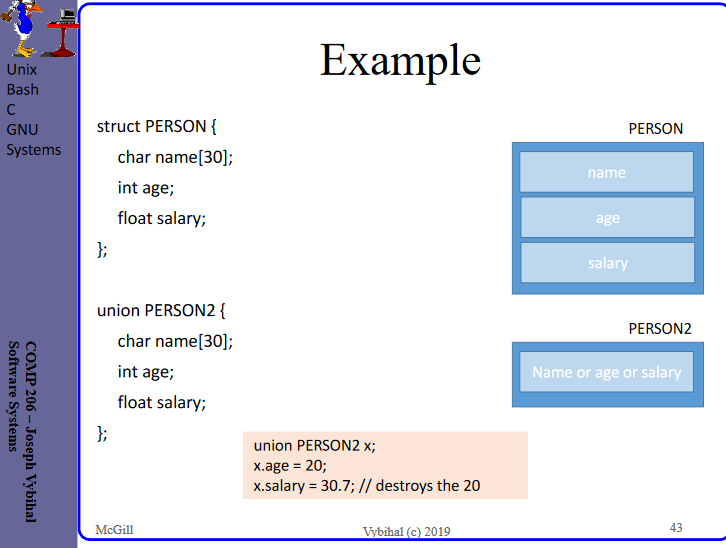 Unix
Bash
C
GNU
Systems
COMP 206 – Joseph Vybihal
Software Systems
Example
struct PERSON {
char name[30];
int age;
float salary;
};
union PERSON2 {
char name[30];
int age;
float salary;
};
union PERSON2 x;
x.age = 20;
x.salary = 30.7; // destroys the 20
PERSON
name
age
salary
PERSON2
Name or age or salary
McGill
Vybihal (c) 2019
43